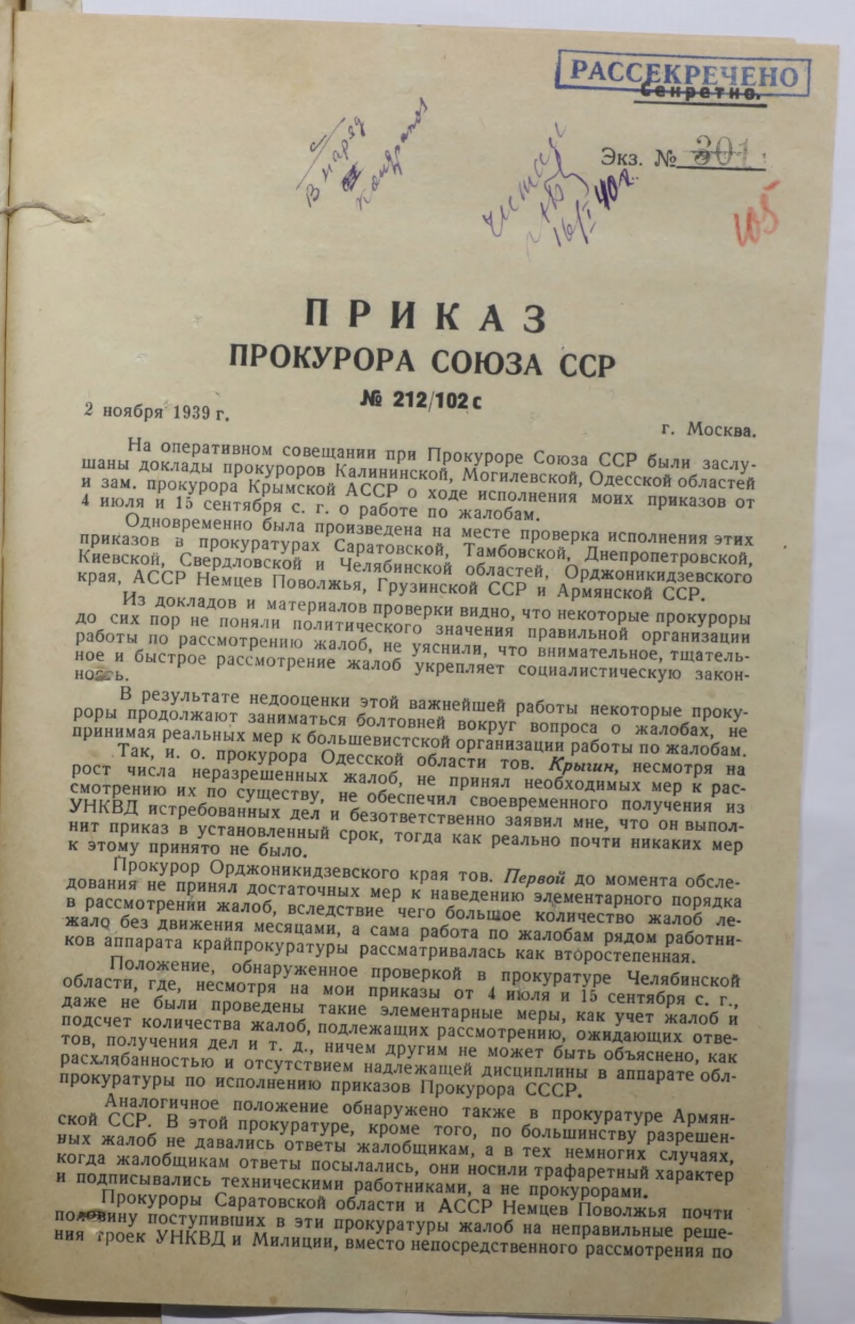 РАССЕКРЕЧЕНО
Секретно.
Экз. № 301
В наряд
Читал
16/I 40 г.
105
ПРИКАЗ
ПРОКУРОРА СОЮЗА ССР
№ 212/102с
2 ноября 1939 г.
г. Москва.
На оперативном совещании при Прокуроре Союза ССР были заслу-
шаны доклады прокуроров Калининской, Могилевской, Одесской областей
и зам. прокурора Крымской АССР о ходе исполнения моих приказов от
4 июля и 15 сентября с. г. о работе по жалобам.
Одновременно была произведена на месте проверка исполнения этих
приказов в прокуратурах Саратовской, Тамбовской, Днепропетровской,
Киевской, Свердловской и Челябинской областей, Орджоникидзевского
края, АССР Немцев Поволжья, Грузинской ССР и Армянской ССР.
Из докладов и материалов проверки видно, что некоторые прокуроры
до сих пор не поняли политического значения правильной организации
работы по рассмотрению жалоб, не уяснили, что внимательное, тщатель-
ное и быстрое рассмотрение жалоб укрепляет социалистическую закон-
ность.
В результате недооценки этой важнейшей работы некоторые проку-
роры продолжают заниматься болтовней вокруг вопроса о жалобах, не
принимая реальных мер к большевистской организации работы по жалобам.
Так, и. о. прокурора Одесской области тов. Крыгин, несмотря на
рост числа неразрешенных жалоб, не принял необходимых мер к рас-
смотрению их по существу, не обеспечил своевременного получения из
УНКВД истребованных дел и безответственно заявил мне, что он выпол-
нит приказ в установленный срок, тогда как реально почти никаких мер
к этому принято не было.
Прокурор Орджоникидзевского края тов. Первой до момента обсле-
дования не принял достаточных мер к наведению элементарного порядка
в рассмотрении жалоб, вследствие чего большое количество жалоб ле-
жало без движения месяцами, а сама работа по жалобам рядом работни-
ков аппарата крайпрокуратуры рассматривалась как второстепенная.
Положение, обнаруженное проверкой в прокуратуре Челябинской
области, где, несмотря на мои приказы от 4 июля и 15 сентября с. г.,
даже не были проведены такие элементарные меры, как учет жалоб и
подсчет количества жалоб, подлежащих рассмотрению, ожидающих отве-
тов, получения дел и т. д., ничем другим не может быть объяснено, как
расхлябанностью и отсутствием надлежащей дисциплины в аппарате обл-
прокуратуры по исполнению приказов Прокурора СССР.
Аналогичное положение обнаружено также в прокуратуре Армян-
ской ССР. В этой прокуратуре, кроме того, по большинству разрешен-
ных жалоб не давались ответы жалобщикам, а в тех немногих случаях,
когда жалобщикам ответы посылались, они носили трафаретный характер
и подписывались техническими работниками, а не прокурорами.
Прокуроры Саратовской области и АССР Немцев Поволжья почти
половину поступивших в эти прокуратуры жалоб на неправильные реше-
ния троек УНКВД и Милиции, вместо непосредственного рассмотрения по